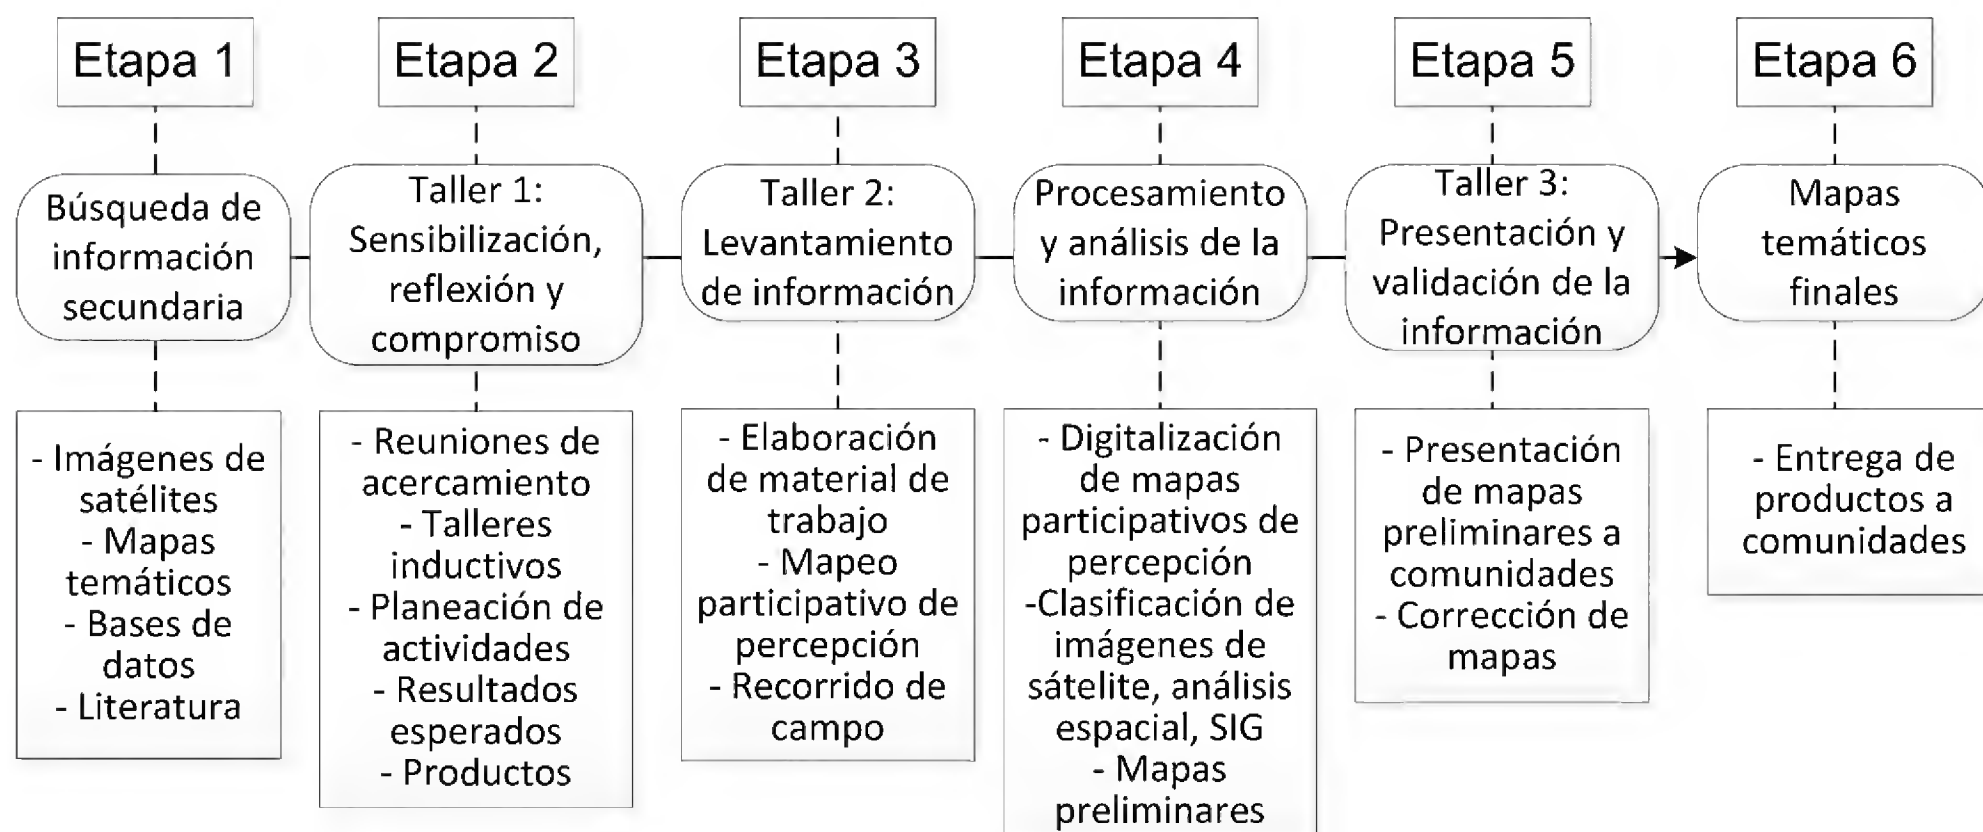 Etapa 1
Etapa 2
Etapa 3
Etapa 4
Etapa 5
Etapa 6
Búsqueda de
información
secundaria
Taller 1:
Sensibilización,
reflexión y
compromiso
Taller 2:
Levantamiento
de información
Procesamiento
y análisis de la
información
Taller 3:
Presentación y
validación de la
información
Mapas
temáticos
finales
- Imágenes de
satélites
- Mapas
temáticos
- Bases de
datos
- Literatura
- Reuniones de
acercamiento
- Talleres
inductivos
- Planeación de
actividades
- Resultados
esperados
- Productos
- Elaboración
de material de
trabajo
- Mapeo
participativo de
percepción
- Recorrido de
campo
- Digitalización
de mapas
participativos de
percepción
-Clasificación de
imágenes de
sátelite, análisis
espacial, SIG
- Mapas
preliminares
- Presentación
de mapas
preliminares a
comunidades
- Corrección de
mapas
- Entrega de
productos a
comunidades